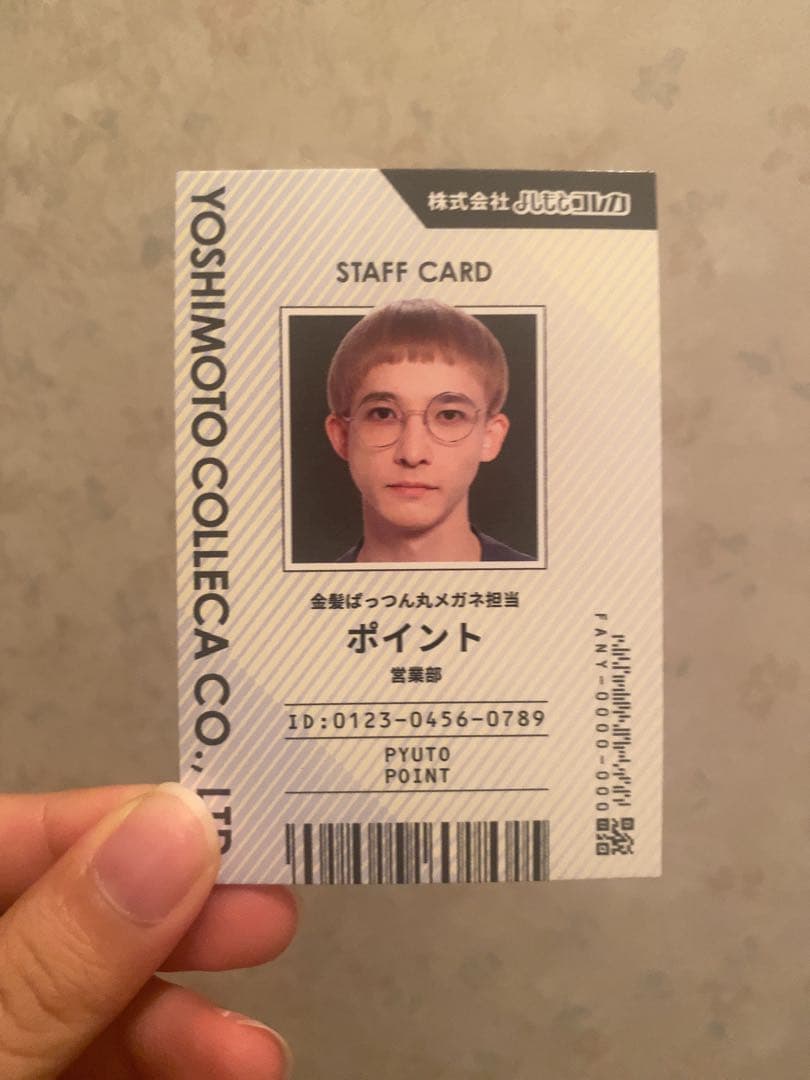 株式会社 よしもとコレカ
STAFF CARD
YOSHIMOTO COLLECA CO., LTD
金髪ぱっつん丸メガネ担当
ポイント
営業部
ID:0123-0456-0789
PYUTO
POINT
FANY-0000-000